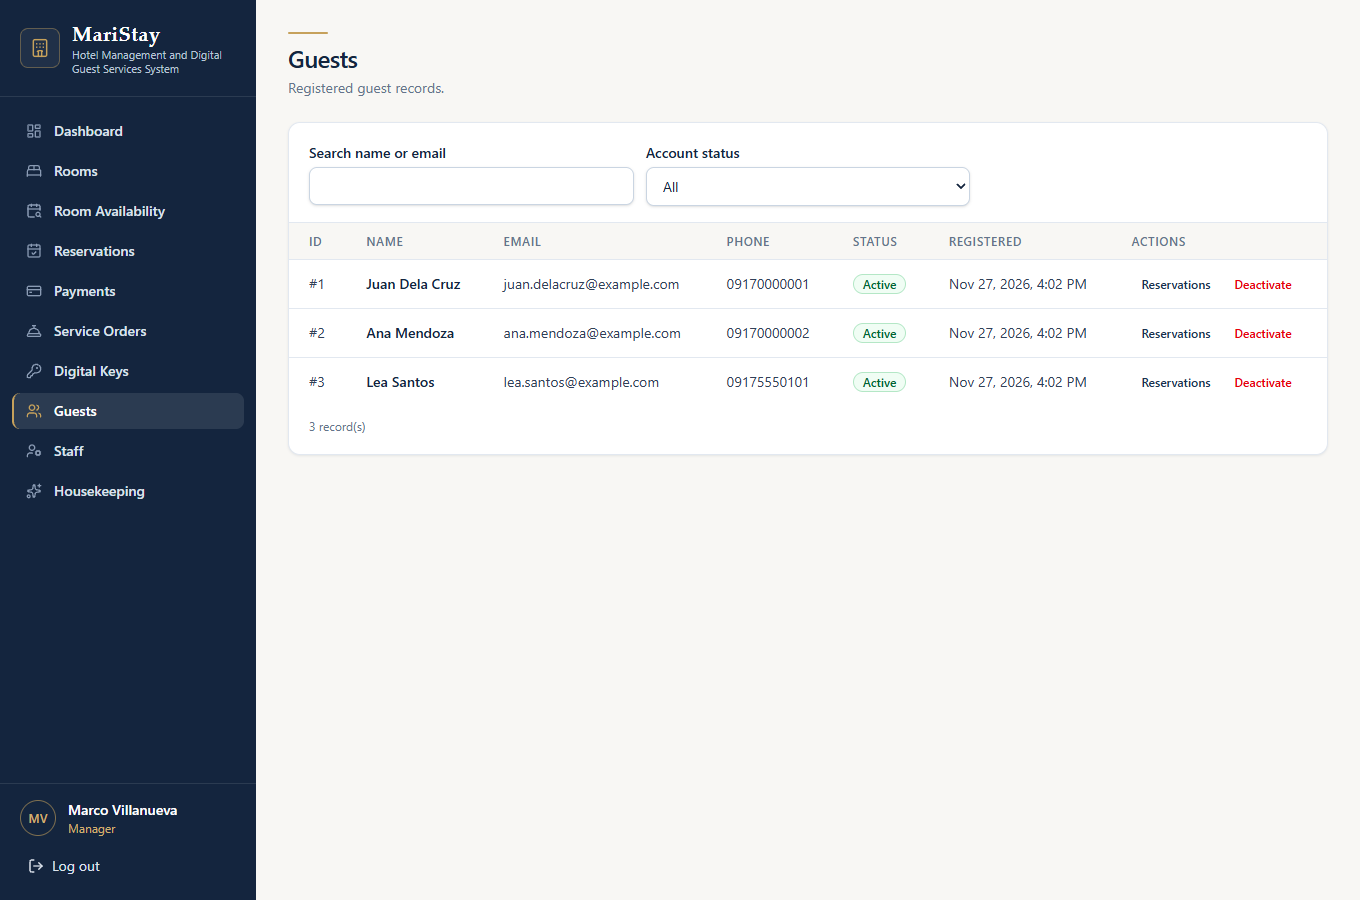 MariStay
Hotel Management and Digital
Guest Services System
Dashboard
Rooms
Room Availability
Reservations
Payments
Service Orders
Digital Keys
Guests
Staff
Housekeeping
MV
Marco Villanueva
Manager
Log out
Guests
Registered guest records.
Search name or email
Account status
All
ID NAME EMAIL PHONE STATUS REGISTERED ACTIONS
#1 Juan Dela Cruz juan.delacruz@example.com 09170000001 Active Nov 27, 2026, 4:02 PM Reservations Deactivate
#2 Ana Mendoza ana.mendoza@example.com 09170000002 Active Nov 27, 2026, 4:02 PM Reservations Deactivate
#3 Lea Santos lea.santos@example.com 09175550101 Active Nov 27, 2026, 4:02 PM Reservations Deactivate
3 record(s)